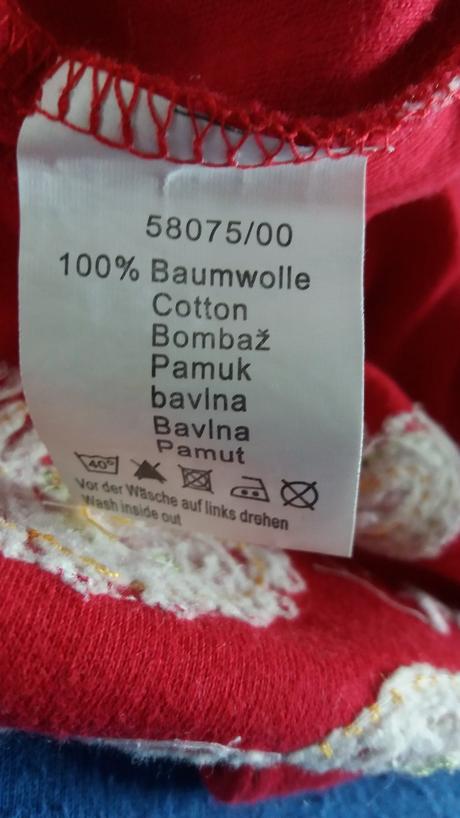 58075/00
100% Baumwolle
Cotton
Bombaž
Pamuk
bavlna
Bavlna
Pamut
40°
Vor der Wäsche auf links drehen
Wash inside out